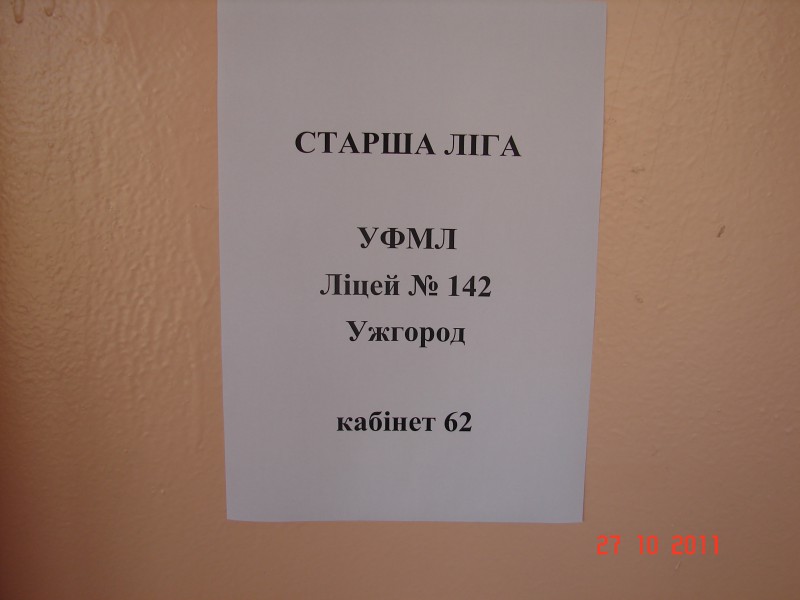 СТАРША ЛІГА
УФМЛ
Ліцей № 142
Ужгород
кабінет 62
27 10 2011